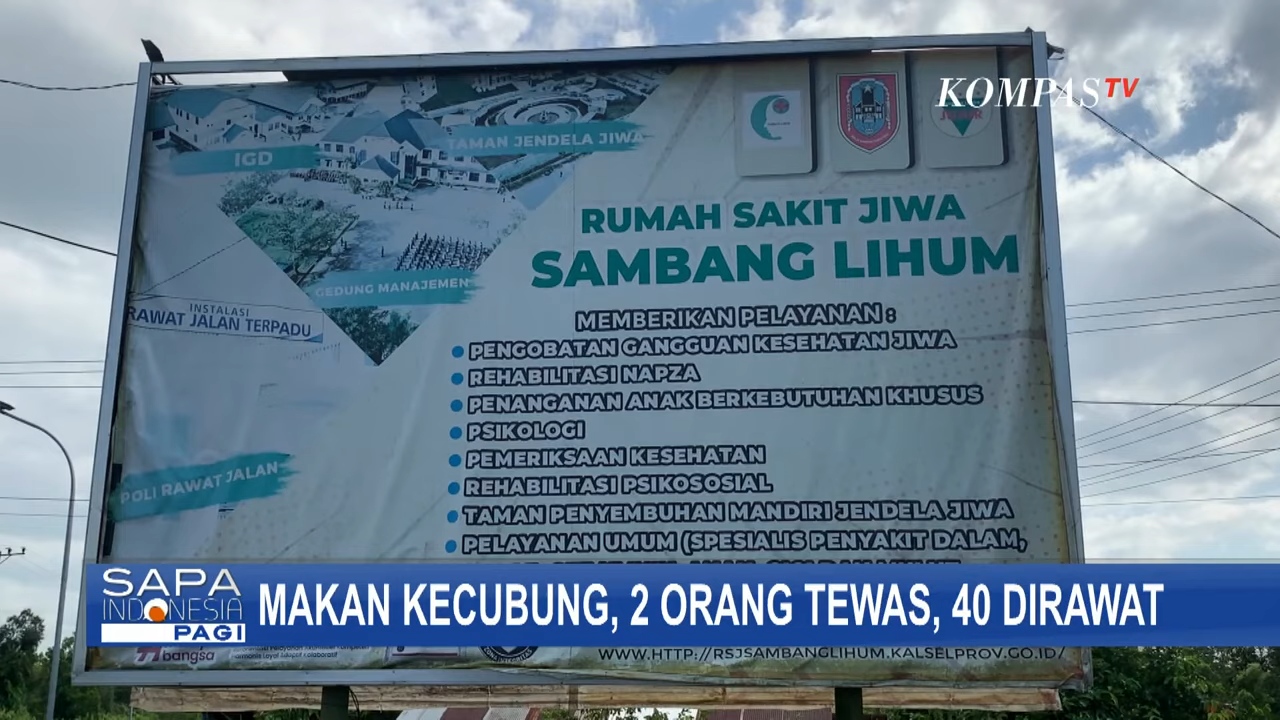 KOMPASTV
TAMAN JENDELA JIWA
IGD
GEDUNG MANAJEMEN
INSTALASI
RAWAT JALAN TERPADU
POLI RAWAT JALAN
RUMAH SAKIT JIWA
SAMBANG LIHUM
MEMBERIKAN PELAYANAN :
• PENGOBATAN GANGGUAN KESEHATAN JIWA
• REHABILITASI NAPZA
• PENANGANAN ANAK BERKEBUTUHAN KHUSUS
• PSIKOLOGI
• PEMERIKSAAN KESEHATAN
• REHABILITASI PSIKOSOSIAL
• TAMAN PENYEMBUHAN MANDIRI JENDELA JIWA
• PELAYANAN UMUM (SPESIALIS PENYAKIT DALAM,
SAPA
INDONESIA
PAGI
MAKAN KECUBUNG, 2 ORANG TEWAS, 40 DIRAWAT
bangsa
WWW.HTTP://RSJSAMBANGLIHUM.KALSELPROV.GO.ID/